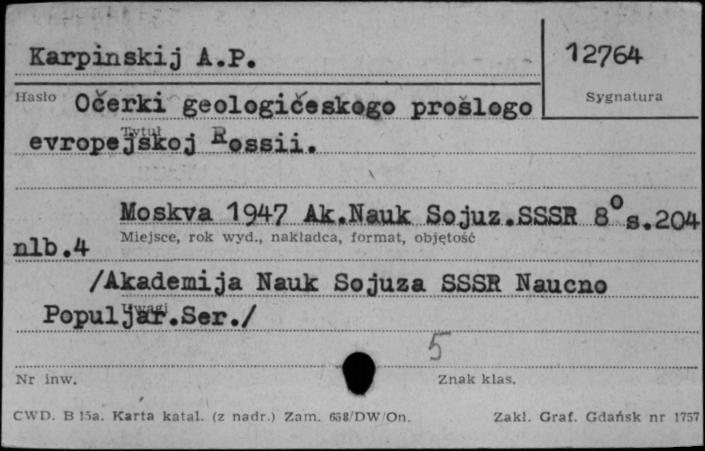 Karpinskij A.P.
12764
Hasło
Sygnatura
Očerki geologičeskogo prošlogo
Tytuł
evropejskoj Rossii.
Moskva 1947 Ak.Nauk Sojuz.SSSR 8° s.204
Miejsce, rok wyd., nakładca, format, objętość
nlb.4
/Akademija Nauk Sojuza SSSR Naucno
Uwagi
Populjar.Ser./
5
Nr inw.
Znak klas.
CWD. B 15a. Karta katal. (z nadr.) Zam. 658/DW/On.
Zakł. Graf. Gdańsk nr 1757